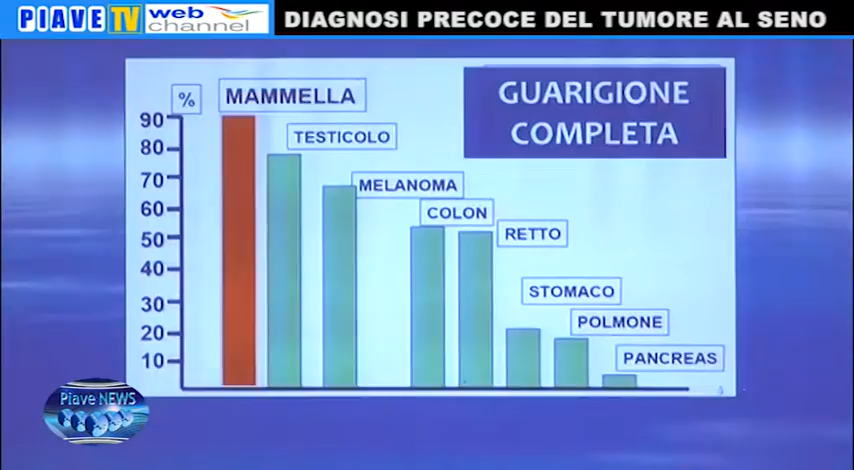 PIAVE TV web channel DIAGNOSI PRECOCE DEL TUMORE AL SENO
GUARIGIONE
COMPLETA
%
MAMMELLA
TESTICOLO
MELANOMA
COLON
RETTO
STOMACO
POLMONE
PANCREAS
90
80
70
60
50
40
30
20
10
Piave NEWS